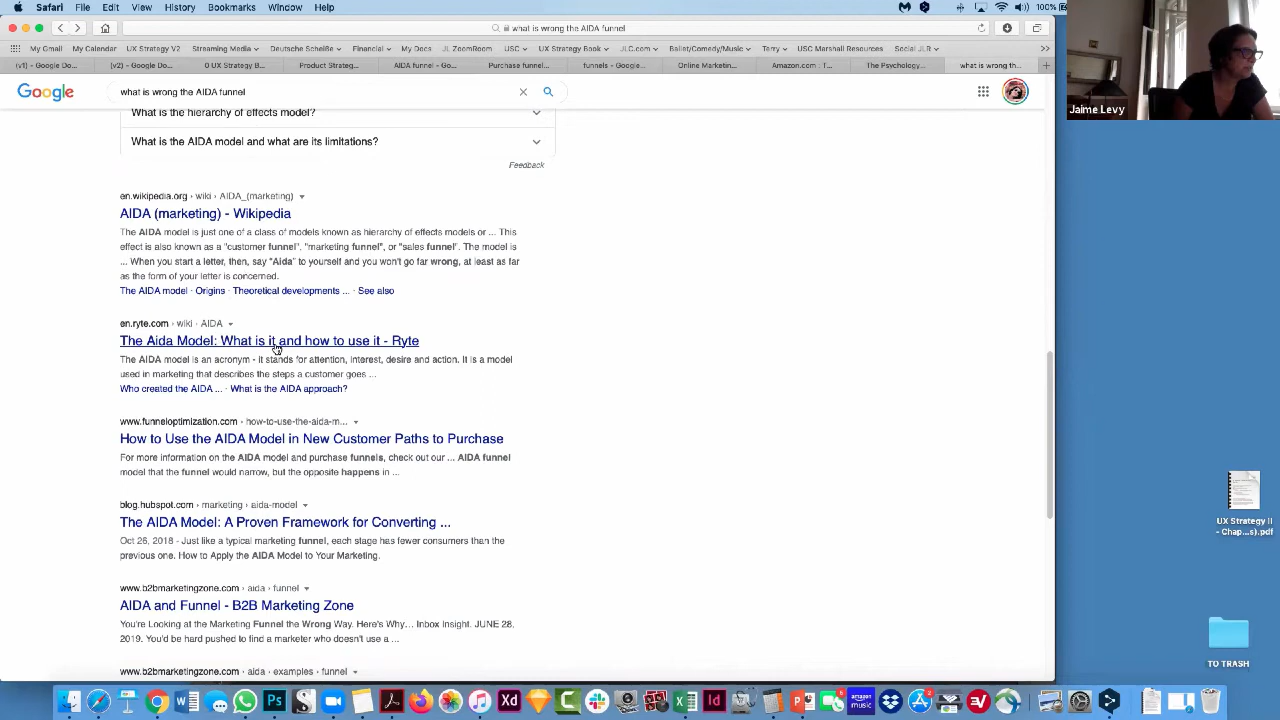 Safari File Edit View History Bookmarks Window Help 100%
what is wrong the AIDA funnel
My Gmail My Calendar UX Strategy V2 Streaming Media Deutsche Scheiße Financial My Docs JL ZoomRoom USC UX Strategy Book JLC.com Ballet/Comedy/Music Terry USC Marshall Resources Social JLR
(v1) - Google Do... (v2) - Google Do... 0 UX Strategy B... Product Strateg... AIDA funnel - Go... Purchase funnel... funnels - Google... Online Marketin... Amazon.com : T... The Psychology... what is wrong th...
Google what is wrong the AIDA funnel
Jaime Levy
What is the hierarchy of effects model?
What is the AIDA model and what are its limitations?
Feedback
en.wikipedia.org › wiki › AIDA_(marketing)
AIDA (marketing) - Wikipedia
The AIDA model is just one of a class of models known as hierarchy of effects models or ... This
effect is also known as a "customer funnel", "marketing funnel", or "sales funnel". The model is
... When you start a letter, then, say "Aida" to yourself and you won't go far wrong, at least as far
as the form of your letter is concerned.
The AIDA model · Origins · Theoretical developments ... · See also
en.ryte.com › wiki › AIDA
The Aida Model: What is it and how to use it - Ryte
The AIDA model is an acronym - it stands for attention, interest, desire and action. It is a model
used in marketing that describes the steps a customer goes ...
Who created the AIDA ... · What is the AIDA approach?
www.funneloptimization.com › how-to-use-the-aida-m...
How to Use the AIDA Model in New Customer Paths to Purchase
For more information on the AIDA model and purchase funnels, check out our ... AIDA funnel
model that the funnel would narrow, but the opposite happens in ...
blog.hubspot.com › marketing › aida-model
The AIDA Model: A Proven Framework for Converting ...
Oct 26, 2018 - Just like a typical marketing funnel, each stage has fewer consumers than the
previous one. How to Apply the AIDA Model to Your Marketing.
www.b2bmarketingzone.com › aida › funnel
AIDA and Funnel - B2B Marketing Zone
You're Looking at the Marketing Funnel the Wrong Way. Here's Why... Inbox Insight. JUNE 28,
2019. You'd be hard pushed to find a marketer who doesn't use a ...
www.b2bmarketingzone.com › aida › examples › funnel
UX Strategy II
- Chap...s).pdf
TO TRASH
Ps
S
Xd
Id
amazon
music